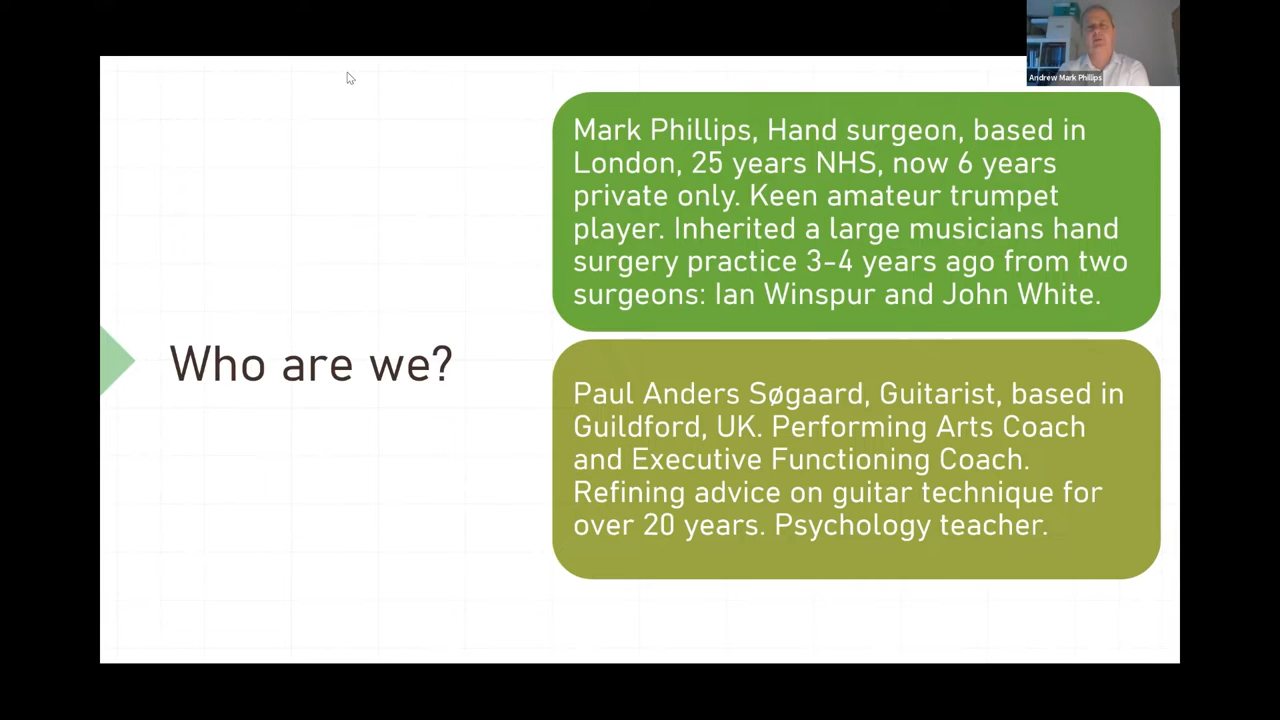 Andrew Mark Phillips
Mark Phillips, Hand surgeon, based in
London, 25 years NHS, now 6 years
private only. Keen amateur trumpet
player. Inherited a large musicians hand
surgery practice 3-4 years ago from two
surgeons: Ian Winspur and John White.
Who are we?
Paul Anders Søgaard, Guitarist, based in
Guildford, UK. Performing Arts Coach
and Executive Functioning Coach.
Refining advice on guitar technique for
over 20 years. Psychology teacher.